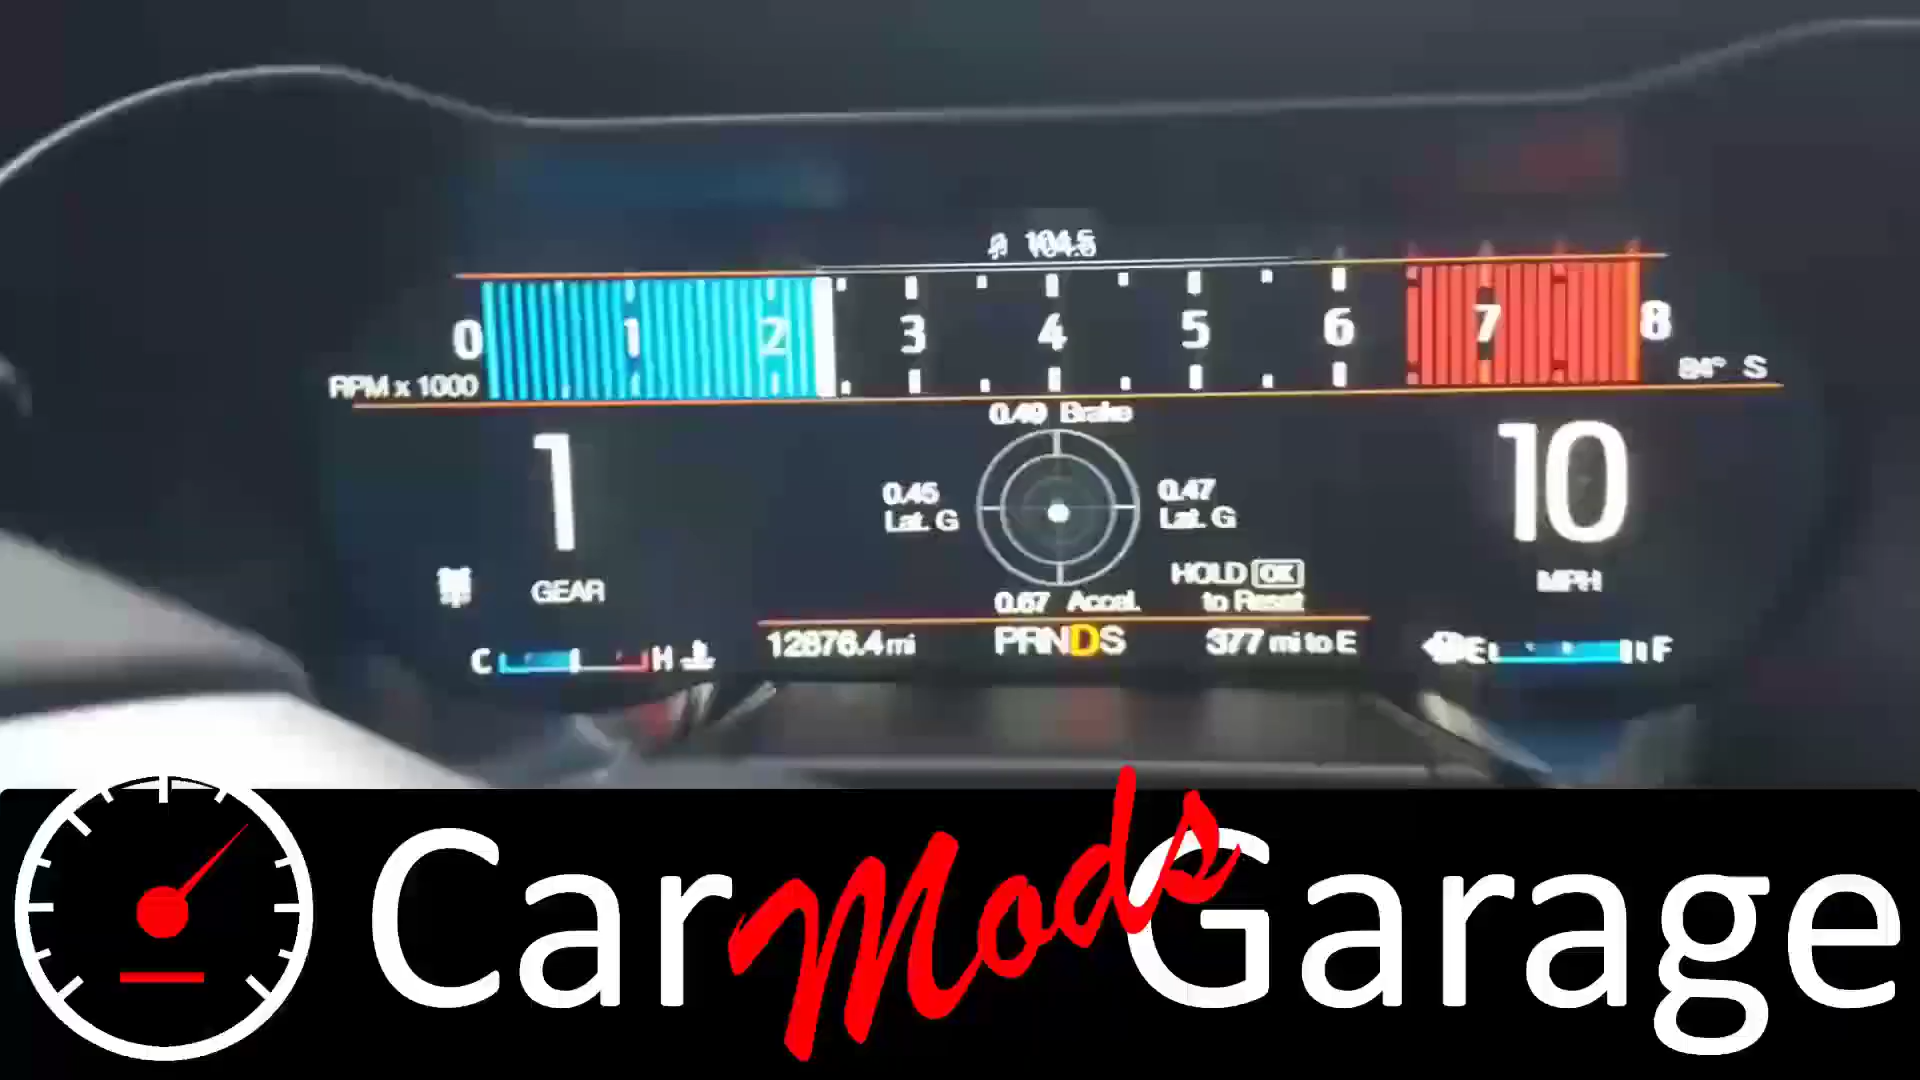 104.5
0 1 2 3 4 5 6 7 8
RPM x 1000
84° S
0.49 Brake
1
GEAR
0.45
Lat. G
0.47
Lat. G
10
MPH
HOLD OK
to Reset
0.67 Accel.
C H
12876.4 mi
PRNDS
377 mi to E
E F
Car Mods Garage